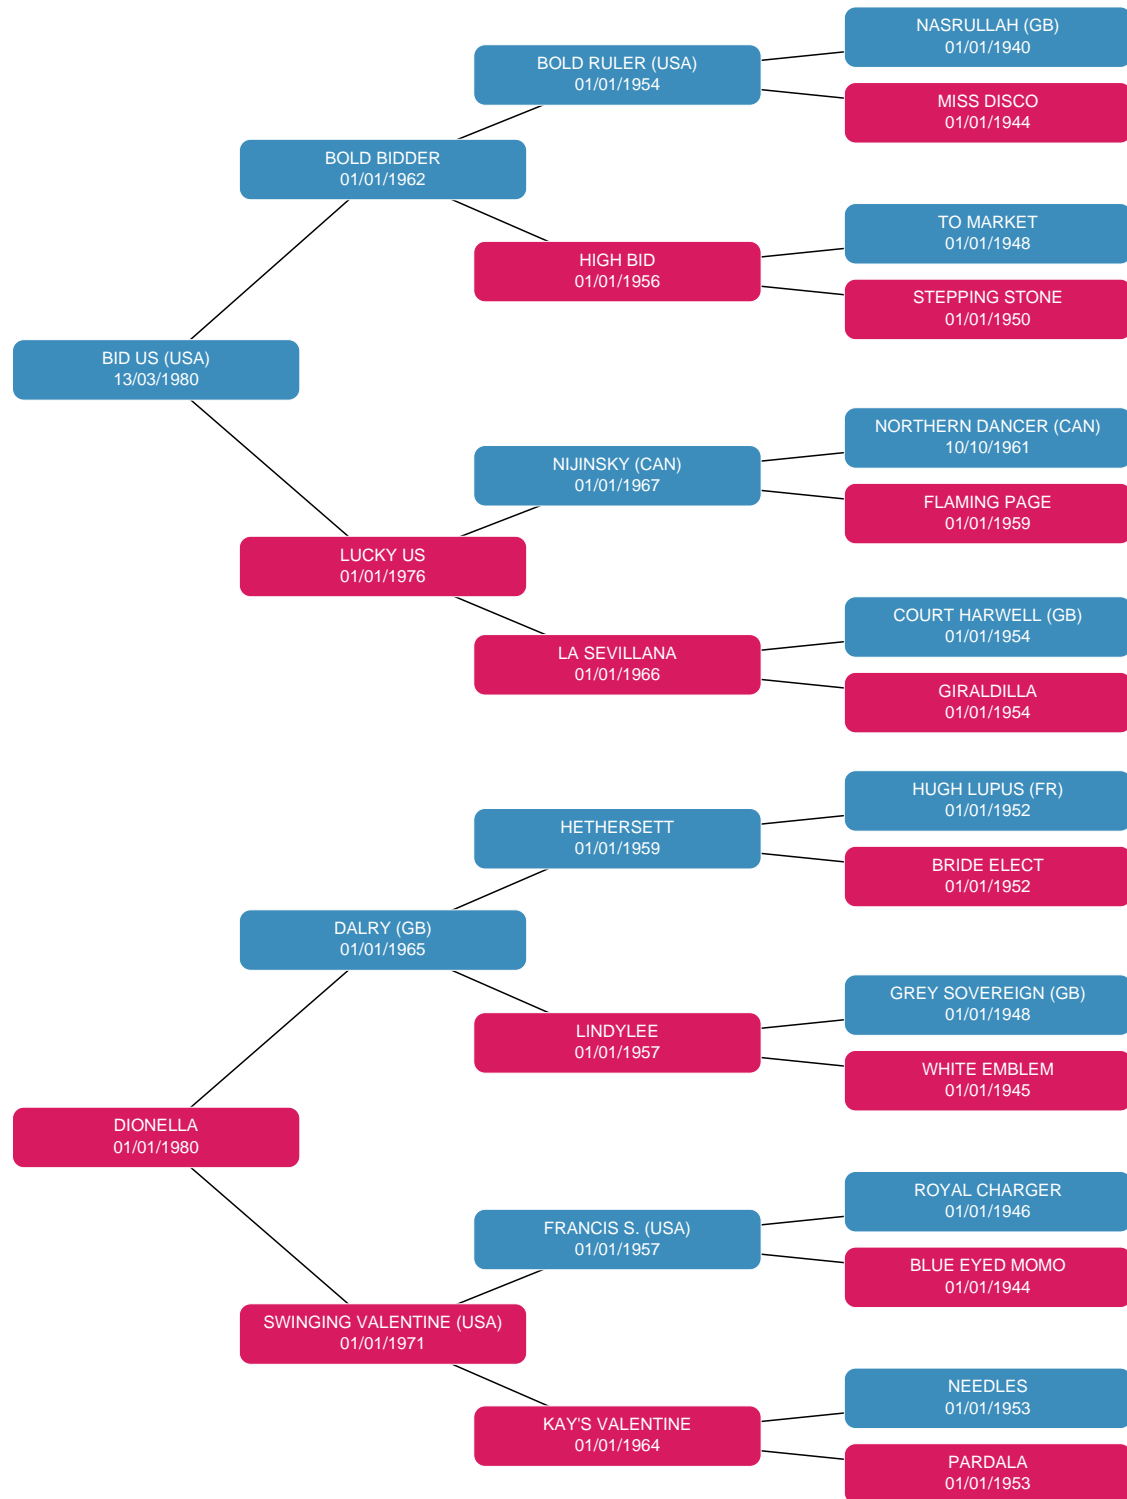 NASRULLAH (GB)
01/01/1940
BOLD RULER (USA)
01/01/1954
MISS DISCO
01/01/1944
BOLD BIDDER
01/01/1962
TO MARKET
01/01/1948
HIGH BID
01/01/1956
STEPPING STONE
01/01/1950
BID US (USA)
13/03/1980
NORTHERN DANCER (CAN)
10/10/1961
NIJINSKY (CAN)
01/01/1967
FLAMING PAGE
01/01/1959
LUCKY US
01/01/1976
COURT HARWELL (GB)
01/01/1954
LA SEVILLANA
01/01/1966
GIRALDILLA
01/01/1954
HUGH LUPUS (FR)
01/01/1952
HETHERSETT
01/01/1959
BRIDE ELECT
01/01/1952
DALRY (GB)
01/01/1965
GREY SOVEREIGN (GB)
01/01/1948
LINDYLEE
01/01/1957
WHITE EMBLEM
01/01/1945
DIONELLA
01/01/1980
ROYAL CHARGER
01/01/1946
FRANCIS S. (USA)
01/01/1957
BLUE EYED MOMO
01/01/1944
SWINGING VALENTINE (USA)
01/01/1971
NEEDLES
01/01/1953
KAY'S VALENTINE
01/01/1964
PARDALA
01/01/1953